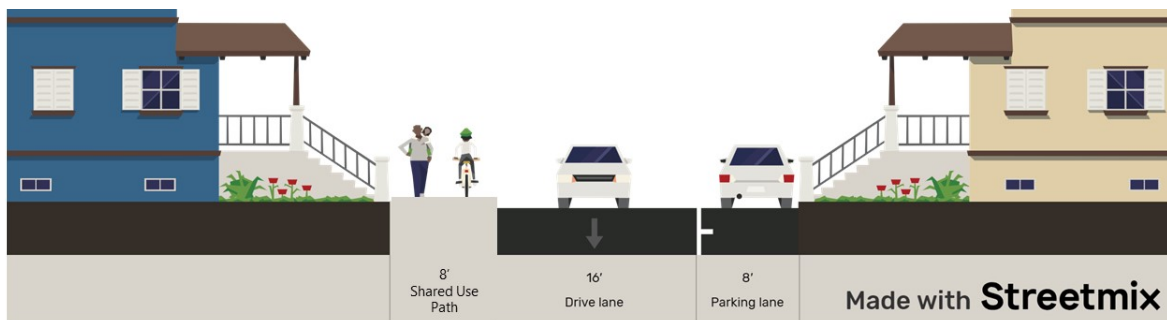 8'
Shared Use
Path
16'
Drive lane
8'
Parking lane
Made with Streetmix